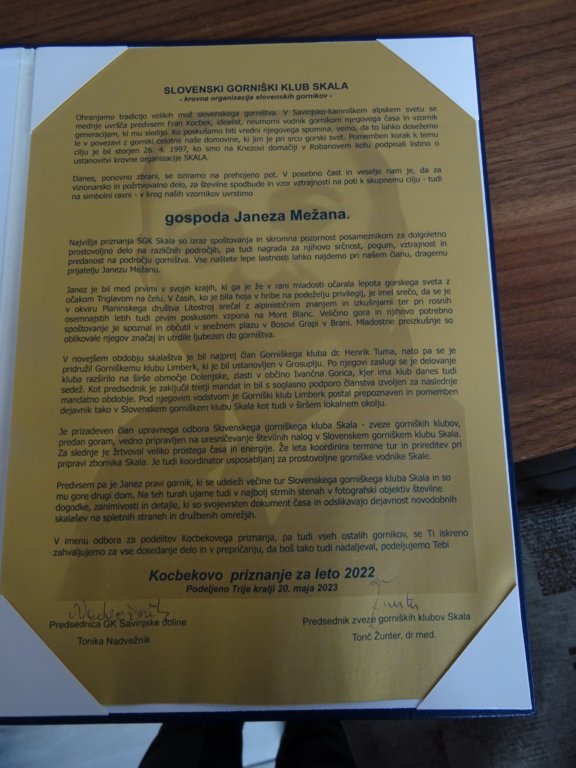 SLOVENSKI GORNIŠKI KLUB SKALA
- krovna organizacija slovenskih gornikov -
Ohranjamo tradicijo velikih mož slovenskega gorništva. V Savinjsko-kamniškem alpskem svetu se
mednje uvršča predvsem Fran Kocbek, idealist, neumorni vodnik gornikom njegovega časa in vzornik
generacijam, ki mu sledijo. Ko poskušamo biti vredni njegovega spomina, vemo, da to lahko dosežemo
le v povezavi z gorskim okoljem celotne naše domovine, ki jim je pri srcu gorski svet. Pomemben korak k temu
cilju je bil storjen 26. 4. 1997, ko smo na Knezovi domačiji v Robanovem kotu podpisali listino o
ustanovitvi krovne organizacije SKALA.
Danes, ponovno zbrani, se oziramo na prehojeno pot. V posebno čast in veselje nam je, da za
vizionarsko in požrtvovalno delo, za številne spodbude in vzor vztrajnosti na poti k skupnemu cilju - tudi
na simbolni ravni - v krog naših vzornikov uvrstimo
gospoda Janeza Mežana.
Najvišja priznanja SGK Skala so izraz spoštovanja in skromna pozornost posameznikom za dolgoletno
prostovoljno delo na različnih področjih, pa tudi nagrada za njihovo srčnost, pogum, vztrajnost in
predanost na področju gorništva. Vse naštete lepe lastnosti lahko najdemo pri našem članu, dragemu
prijatelju Janezu Mežanu.
Janez je bil med prvimi v svojih krajih, ki ga je že v rani mladosti očarala lepota gorskega sveta z
očakom Triglavom na čelu. V časih, ko je bila hoja v hribe na podeželju privilegij, je imel srečo, da se je
v okviru Planinskega društva Litostroj srečal z alpinističnim znanjem in izkušnjami ter pri rosnih
osemnajstih letih tudi prvim poskusom vzpona na Mont Blanc. Veličino gora in njihovo potrebno
spoštovanje je spoznal in občutil v snežnem plazu v Bosovi Grapi v Brani. Mladostne preizkušnje so
oblikovale njegov značaj in utrdile ljubezen do gorništva.
V novejšem obdobju skalaštva je bil najprej član Gorniškega kluba dr. Henrik Tuma, nato pa se je
pridružil Gorniškemu klubu Limberk, ki je bil ustanovljen v Grosuplju. Po njegovi zaslugi se je delovanje
kluba razširilo na širše območje Dolenjske, zlasti v občino Ivančna Gorica, kjer ima klub danes tudi
sedež. Kot predsednik je zaključil tretji mandat in bil s soglasno podporo članstva izvoljen za naslednje
mandatno obdobje. Pod njegovim vodstvom je Gorniški klub Limberk postal prepoznaven in pomemben
dejavnik tako v Slovenskem gorniškem klubu Skala kot tudi v širšem lokalnem okolju.
Je prizadeven član upravnega odbora Slovenskega gorniškega kluba Skala - zveze gorniških klubov,
predan goram, vedno pripravljen na uresničevanje številnih nalog v Slovenskem gorniškem klubu Skala.
Za slednje je žrtvoval veliko prostega časa in energije. Že leta koordinira termine tur in prireditev pri
pripravi zbornika Skala. Je tudi koordinator usposabljanj za prostovoljne gorniške vodnike Skale.
Predvsem pa je Janez pravi gornik, ki se udeleži večine tur Slovenskega gorniškega kluba Skala in so
mu gore drugi dom. Na teh turah ujame tudi v najbolj strmih stenah v fotografski objektiv številne
dogodke, zanimivosti in detajle, ki so svojevrsten dokument časa in odslikavajo dejavnost novodobnih
skalašev na spletnih straneh in družbenih omrežjih.
V imenu odbora za podelitev Kocbekovega priznanja, pa tudi vseh ostalih gornikov, se Ti iskreno
zahvaljujemo za vse dosedanje delo in v prepričanju, da boš tako tudi nadaljeval, podeljujemo Tebi
Kocbekovo priznanje za leto 2022
Podeljeno Trije kralji 20. maja 2023
Predsednica GK Savinjske doline
Tonika Nadvežnik
Predsednik zveze gorniških klubov Skala
Tonč Žunter, dr.med.